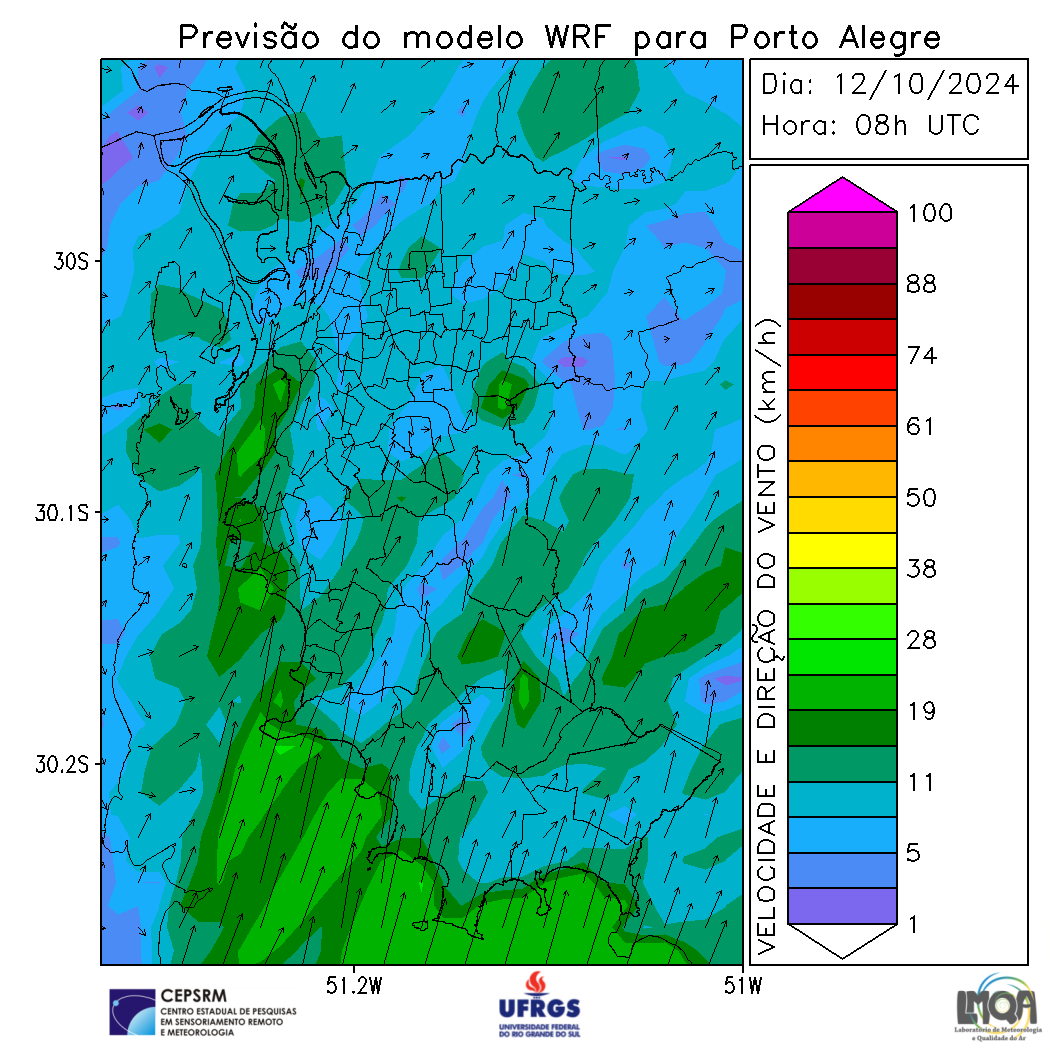 Previsão do modelo WRF para Porto Alegre
Dia: 12/10/2024
Hora: 08h UTC
VELOCIDADE E DIREÇÃO DO VENTO (km/h)
100
88
74
61
50
38
28
19
11
5
1
30S
30.1S
30.2S
51.2W
51W
CEPSRM
CENTRO ESTADUAL DE PESQUISAS
EM SENSORIAMENTO REMOTO
E METEOROLOGIA
UFRGS
UNIVERSIDADE FEDERAL
DO RIO GRANDE DO SUL
LMQA
Laboratório de Meteorologia
e Qualidade do Ar